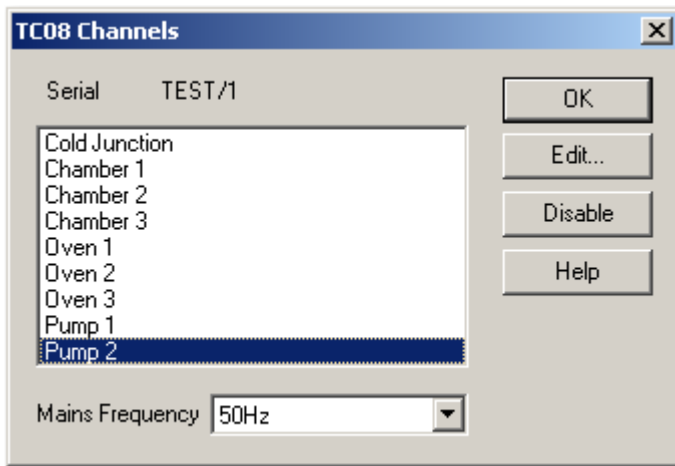 TC08 Channels
Serial TEST/1
Cold Junction
Chamber 1
Chamber 2
Chamber 3
Oven 1
Oven 2
Oven 3
Pump 1
Pump 2
OK
Edit...
Disable
Help
Mains Frequency 50Hz